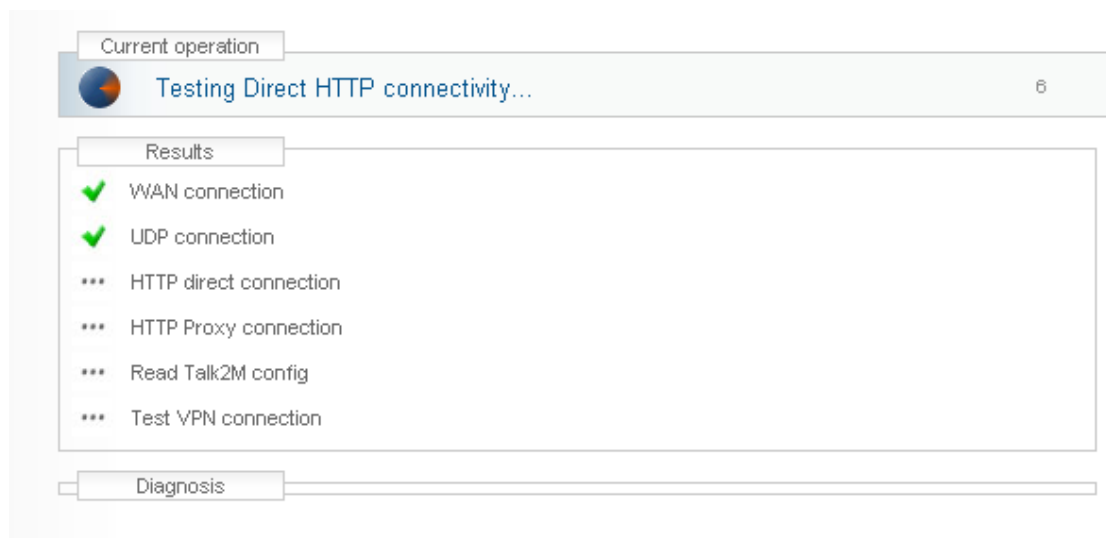 Current operation
Testing Direct HTTP connectivity... 6
Results
WAN connection
UDP connection
HTTP direct connection
HTTP Proxy connection
Read Talk2M config
Test VPN connection
Diagnosis